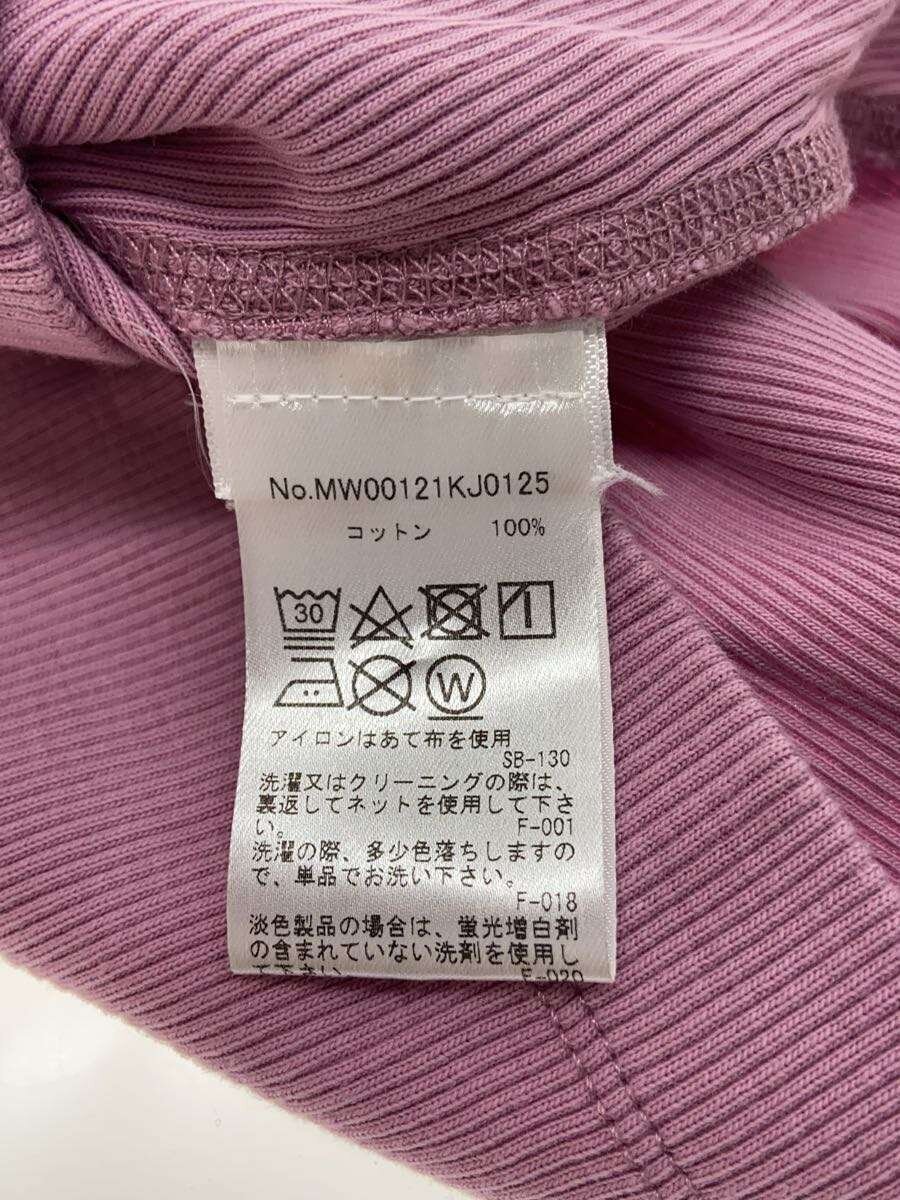 No.MW00121KJ0125
コットン 100%
30
W
アイロンはあて布を使用
SB-130
洗濯又はクリーニングの際は、
裏返してネットを使用して下さ
い。 F-001
洗濯の際、多少色落ちしますの
で、単品でお洗い下さい。
F-018
淡色製品の場合は、蛍光増白剤
の含まれていない洗剤を使用し
て下さい。 F-020